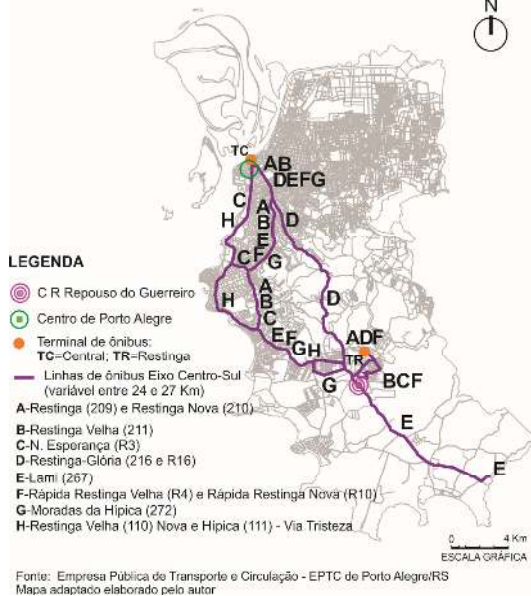 N
TC
AB
DEFG
C
A
D
H
B
E
F
C
G
H
A
B
D
C
E
F
G
H
ADF
TR
G
BCF
E
E
LEGENDA
C R Repouso do Guerreiro
Centro de Porto Alegre
Terminal de ônibus:
TC=Central; TR=Restinga
Linhas de ônibus Eixo Centro-Sul
(variável entre 24 e 27 Km)
A-Restinga (209) e Restinga Nova (210)
B-Restinga Velha (211)
C-N. Esperança (R3)
D-Restinga-Glória (216 e R16)
E-Lami (267)
F-Rápida Restinga Velha (R4) e Rápida Restinga Nova (R10)
G-Moradas da Hípica (272)
H-Restinga Velha (110) Nova e Hípica (111) - Via Tristeza
0 4 Km
ESCALA GRÁFICA
Fonte: Empresa Pública de Transporte e Circulação - EPTC de Porto Alegre/RS
Mapa adaptado elaborado pelo autor